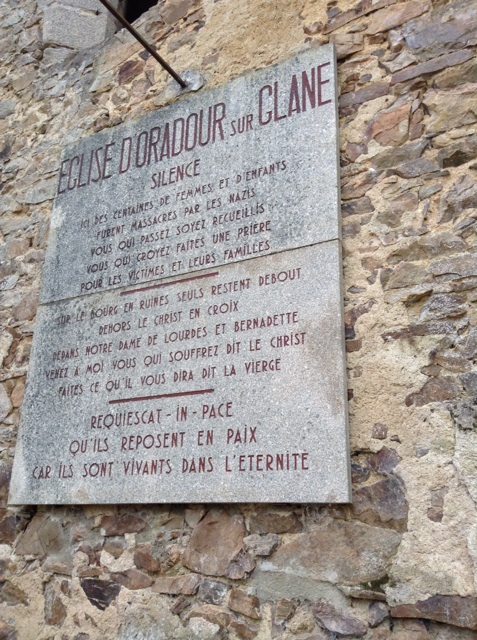 EGLISE D'ORADOUR SUR GLANE
SILENCE
ICI DES CENTAINES DE FEMMES ET D'ENFANTS
FURENT MASSACRES PAR LES NAZIS
VOUS QUI PASSEZ SOYEZ RECUEILLIS
VOUS QUI CROYEZ FAITES UNE PRIERE
POUR LES VICTIMES ET LEURS FAMILLES
SUR LE BOURG EN RUINES SEULS RESTENT DEBOUT
DEHORS LE CHRIST EN CROIX
DEDANS NOTRE DAME DE LOURDES ET BERNADETTE
VENEZ A MOI VOUS QUI SOUFFREZ DIT LE CHRIST
FAITES CE QU'IL VOUS DIRA DIT LA VIERGE
REQUIESCAT-IN-PACE
QU'ILS REPOSENT EN PAIX
CAR ILS SONT VIVANTS DANS L'ETERNITE